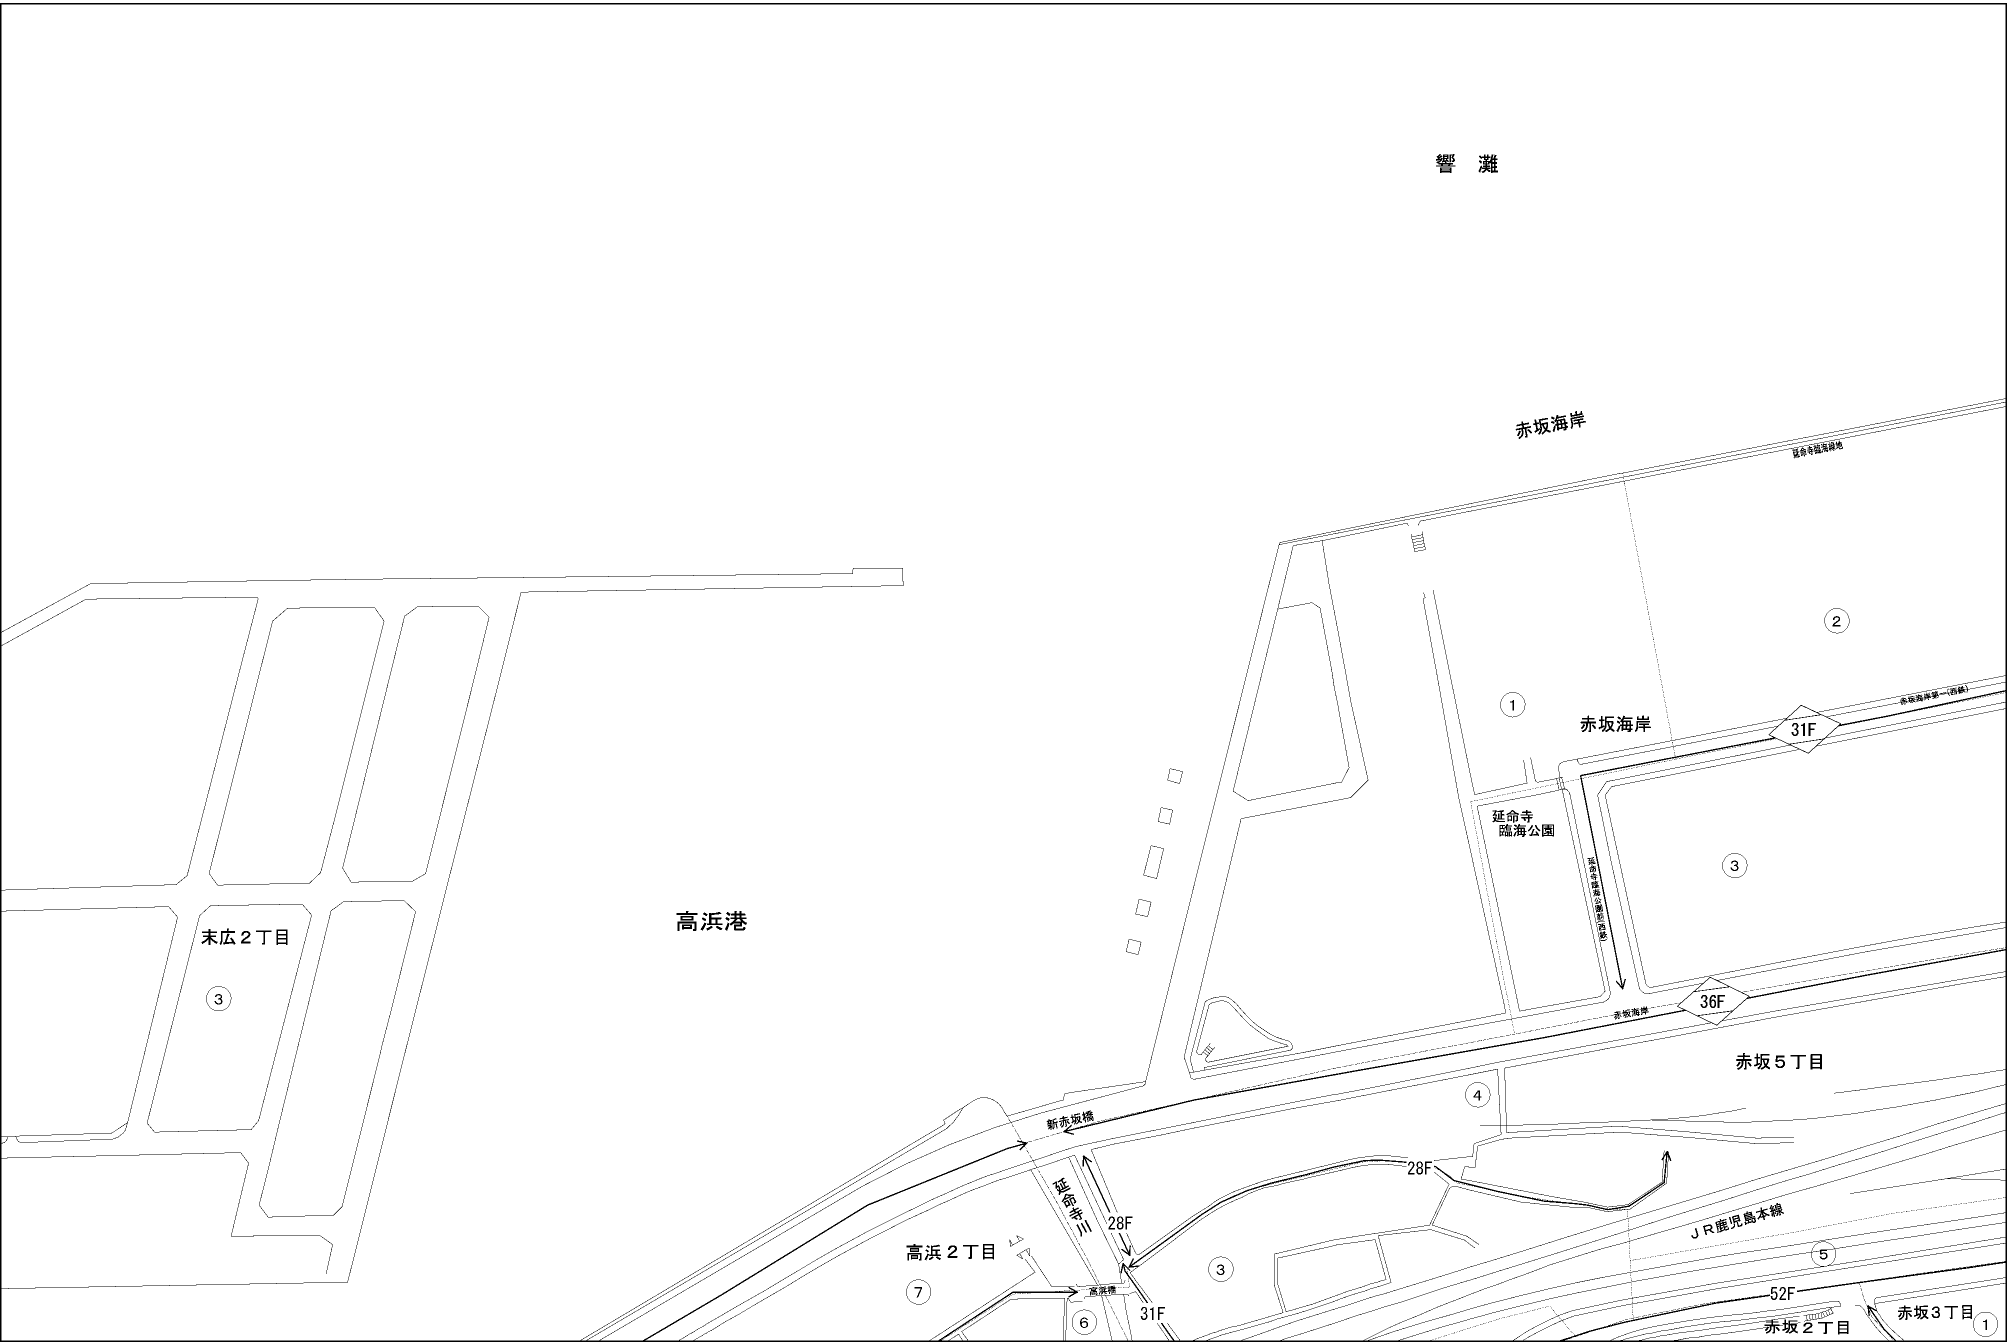 響 灘
赤坂海岸
延命寺臨海緑地
②
赤坂海岸第一(西鉄)
①
赤坂海岸
31F
延命寺
臨海公園
③
延命寺臨海公園前(西鉄)
高浜港
末広2丁目
③
36F
赤坂海岸
赤坂5丁目
④
新赤坂橋
28F
延命寺川
28F
JR鹿児島本線
高浜2丁目
③
⑤
⑦
高浜橋
52F
31F
⑥
赤坂3丁目
赤坂2丁目
①